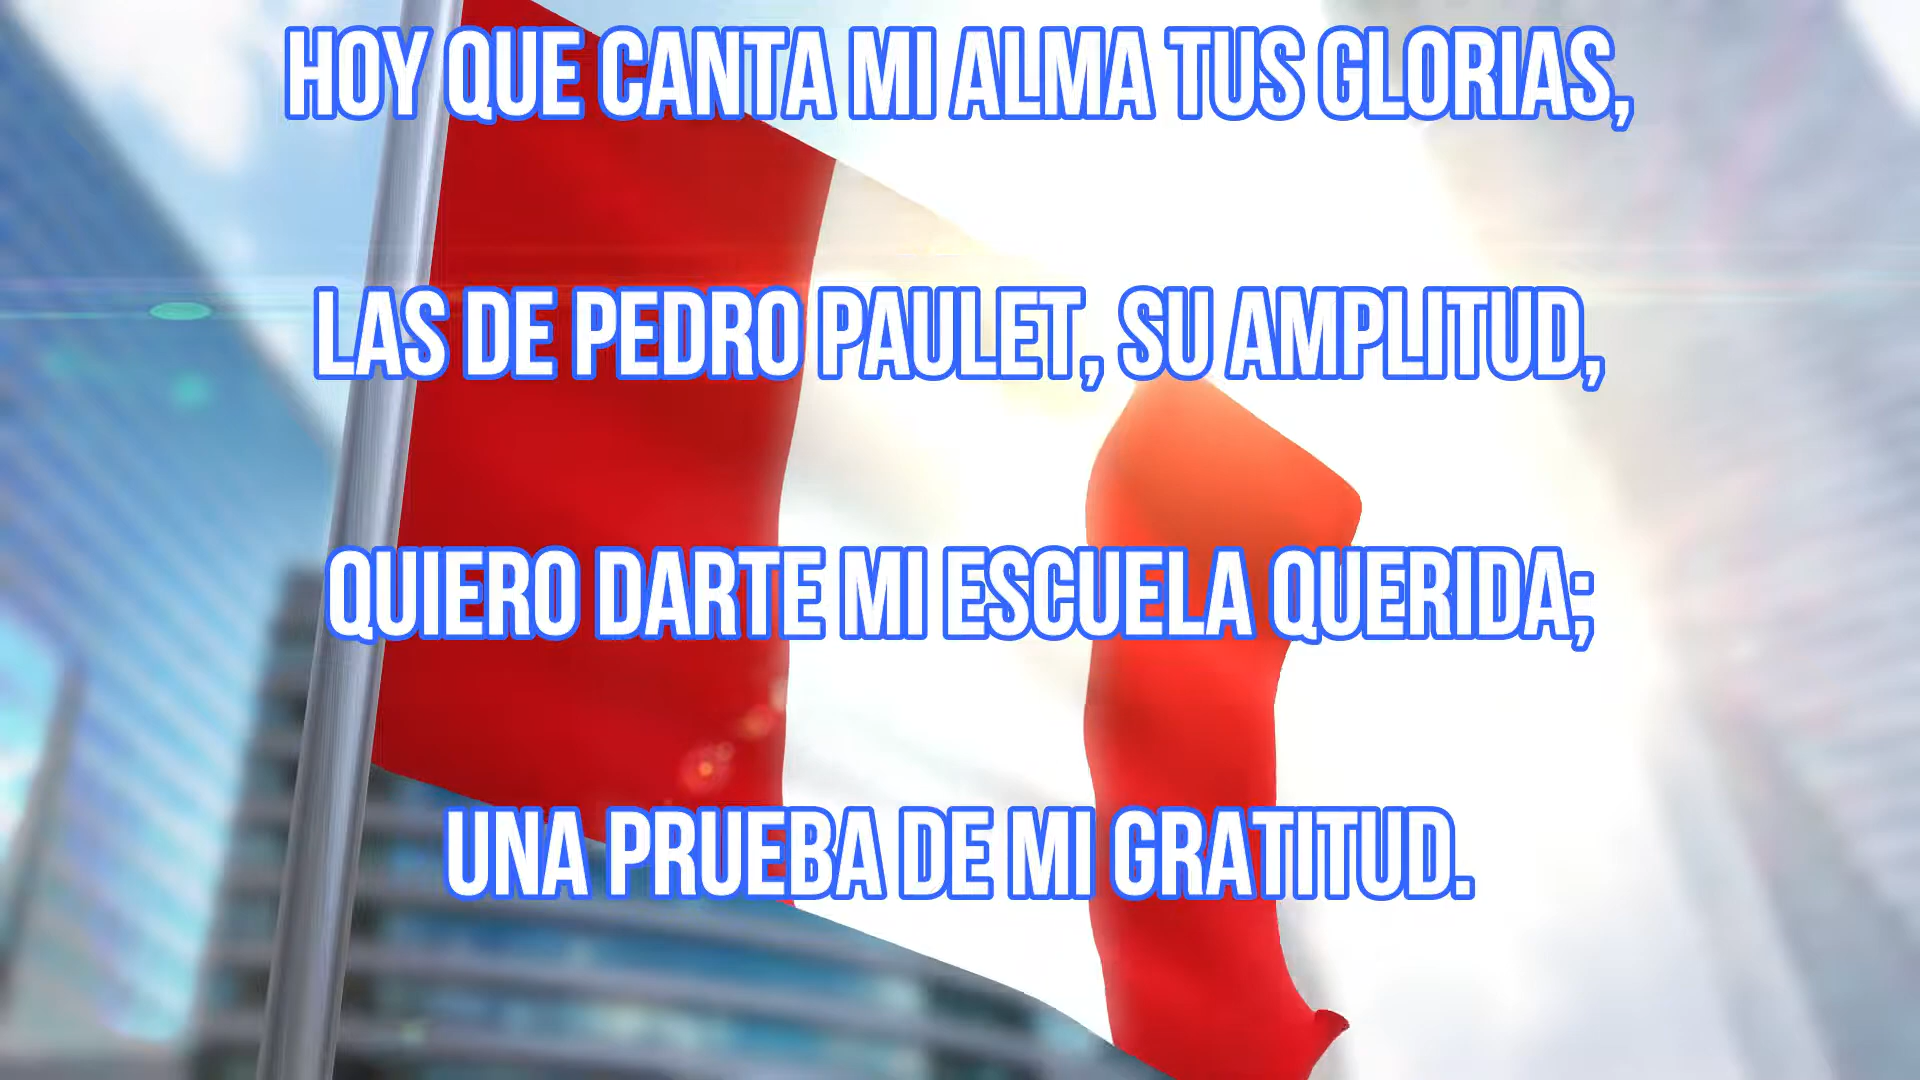 HOY QUE CANTA MI ALMA TUS GLORIAS,
LAS DE PEDRO PAULET, SU AMPLITUD,
QUIERO DARTE MI ESCUELA QUERIDA;
UNA PRUEBA DE MI GRATITUD.